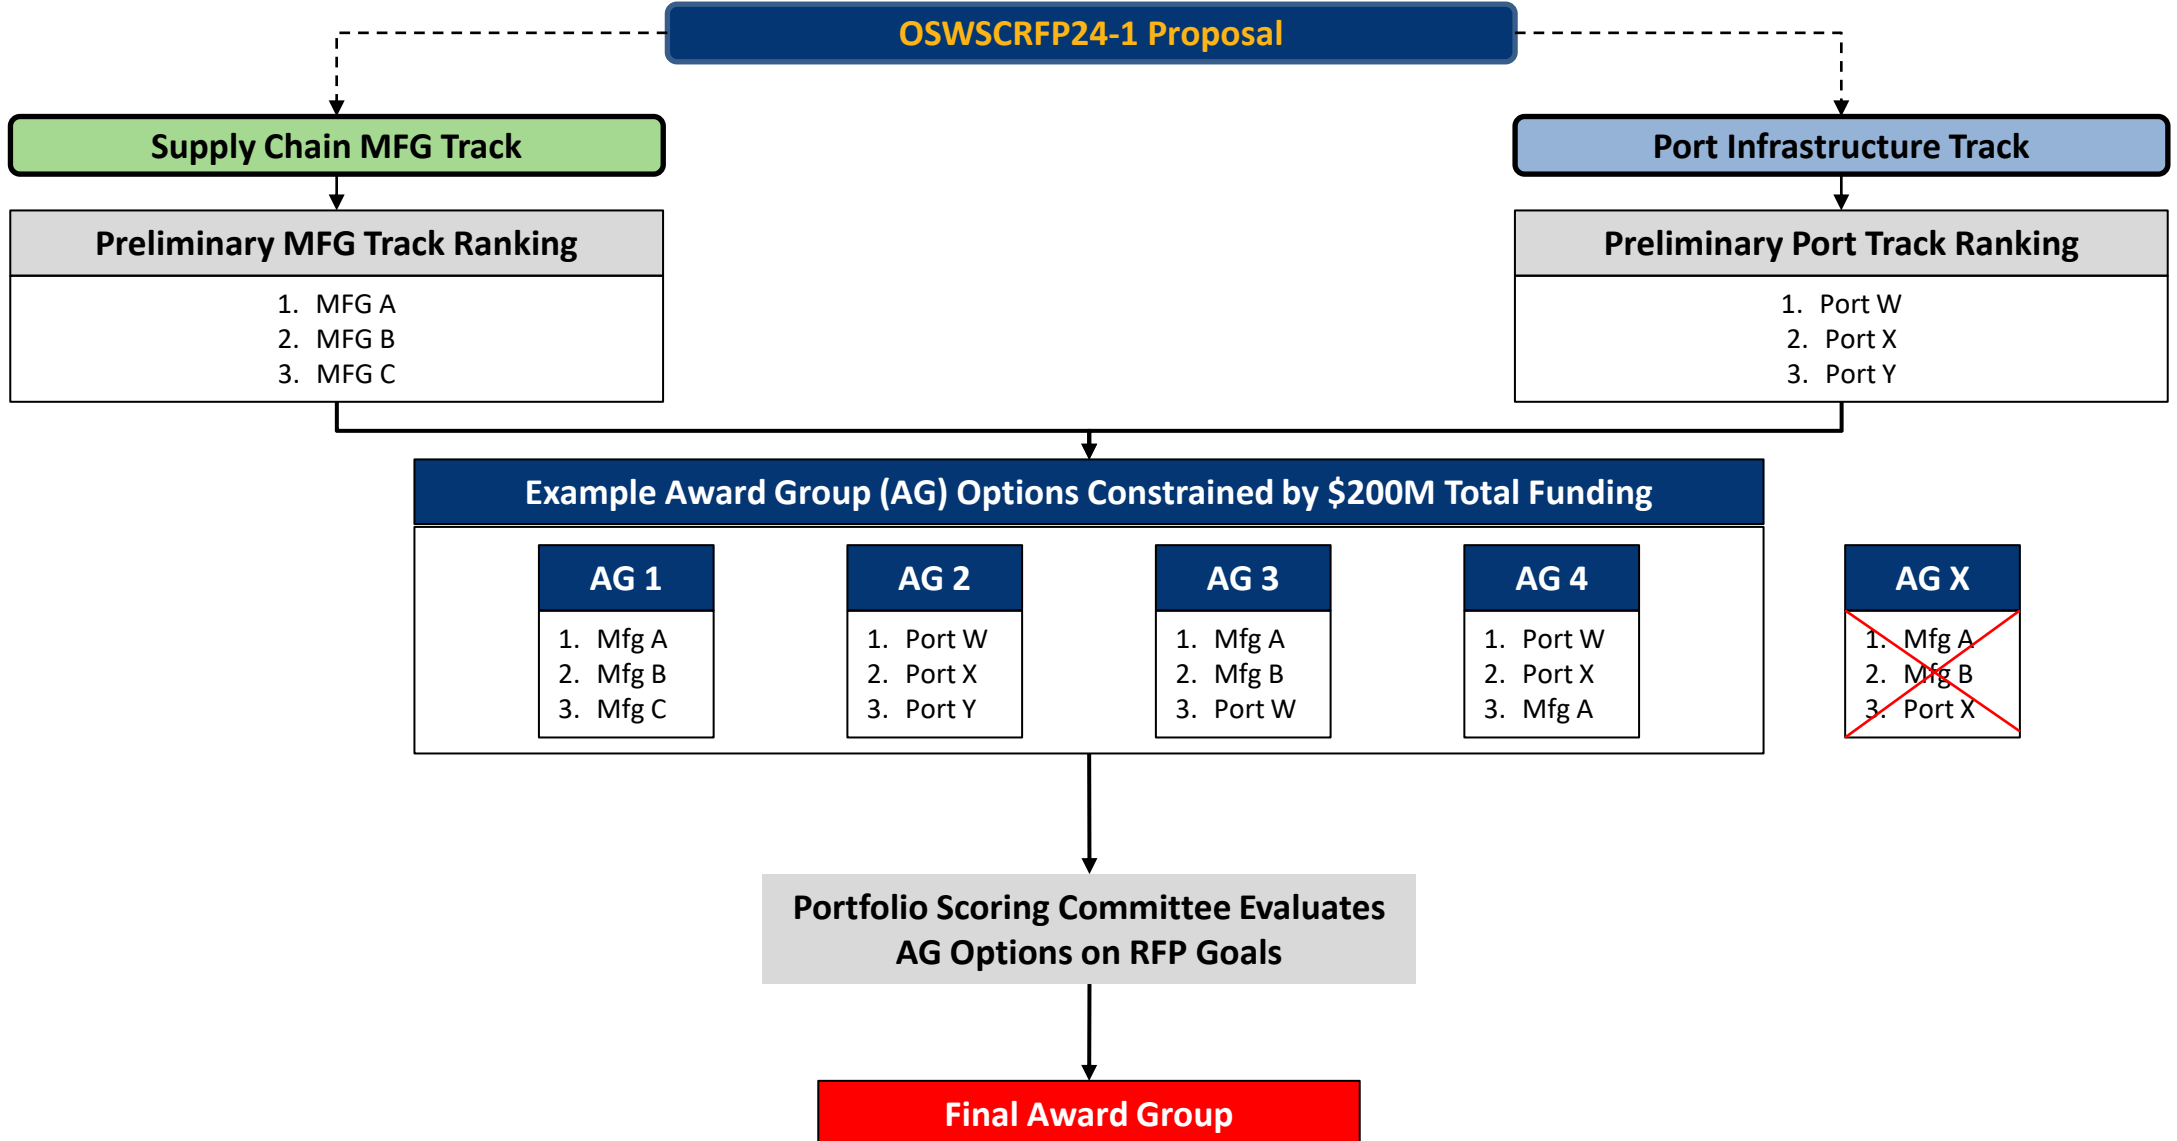 OSWSCRFP24-1 Proposal
Supply Chain MFG Track
Port Infrastructure Track
Preliminary MFG Track Ranking
1. MFG A
2. MFG B
3. MFG C
Preliminary Port Track Ranking
1. Port W
2. Port X
3. Port Y
Example Award Group (AG) Options Constrained by $200M Total Funding
AG 1
1. Mfg A
2. Mfg B
3. Mfg C
AG 2
1. Port W
2. Port X
3. Port Y
AG 3
1. Mfg A
2. Mfg B
3. Port W
AG 4
1. Port W
2. Port X
3. Mfg A
AG X
1. Mfg A
2. Mfg B
3. Port X
Portfolio Scoring Committee Evaluates
AG Options on RFP Goals
Final Award Group